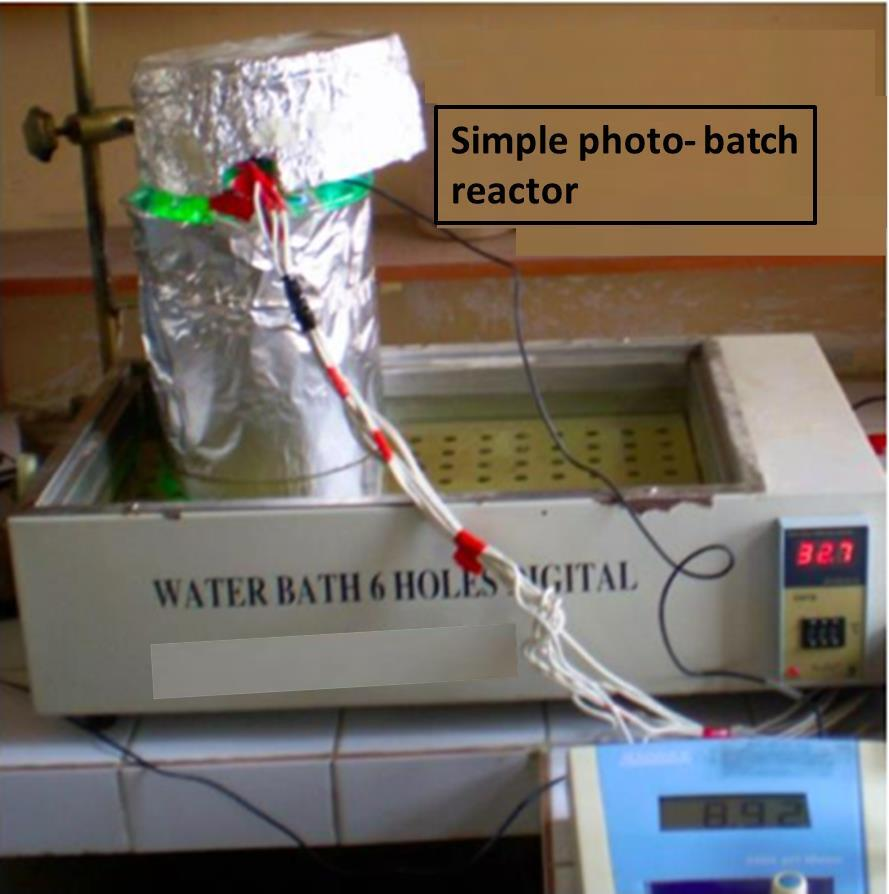 Simple photo- batch
reactor
WATER BATH 6 HOLES DIGITAL
32.7
8.92